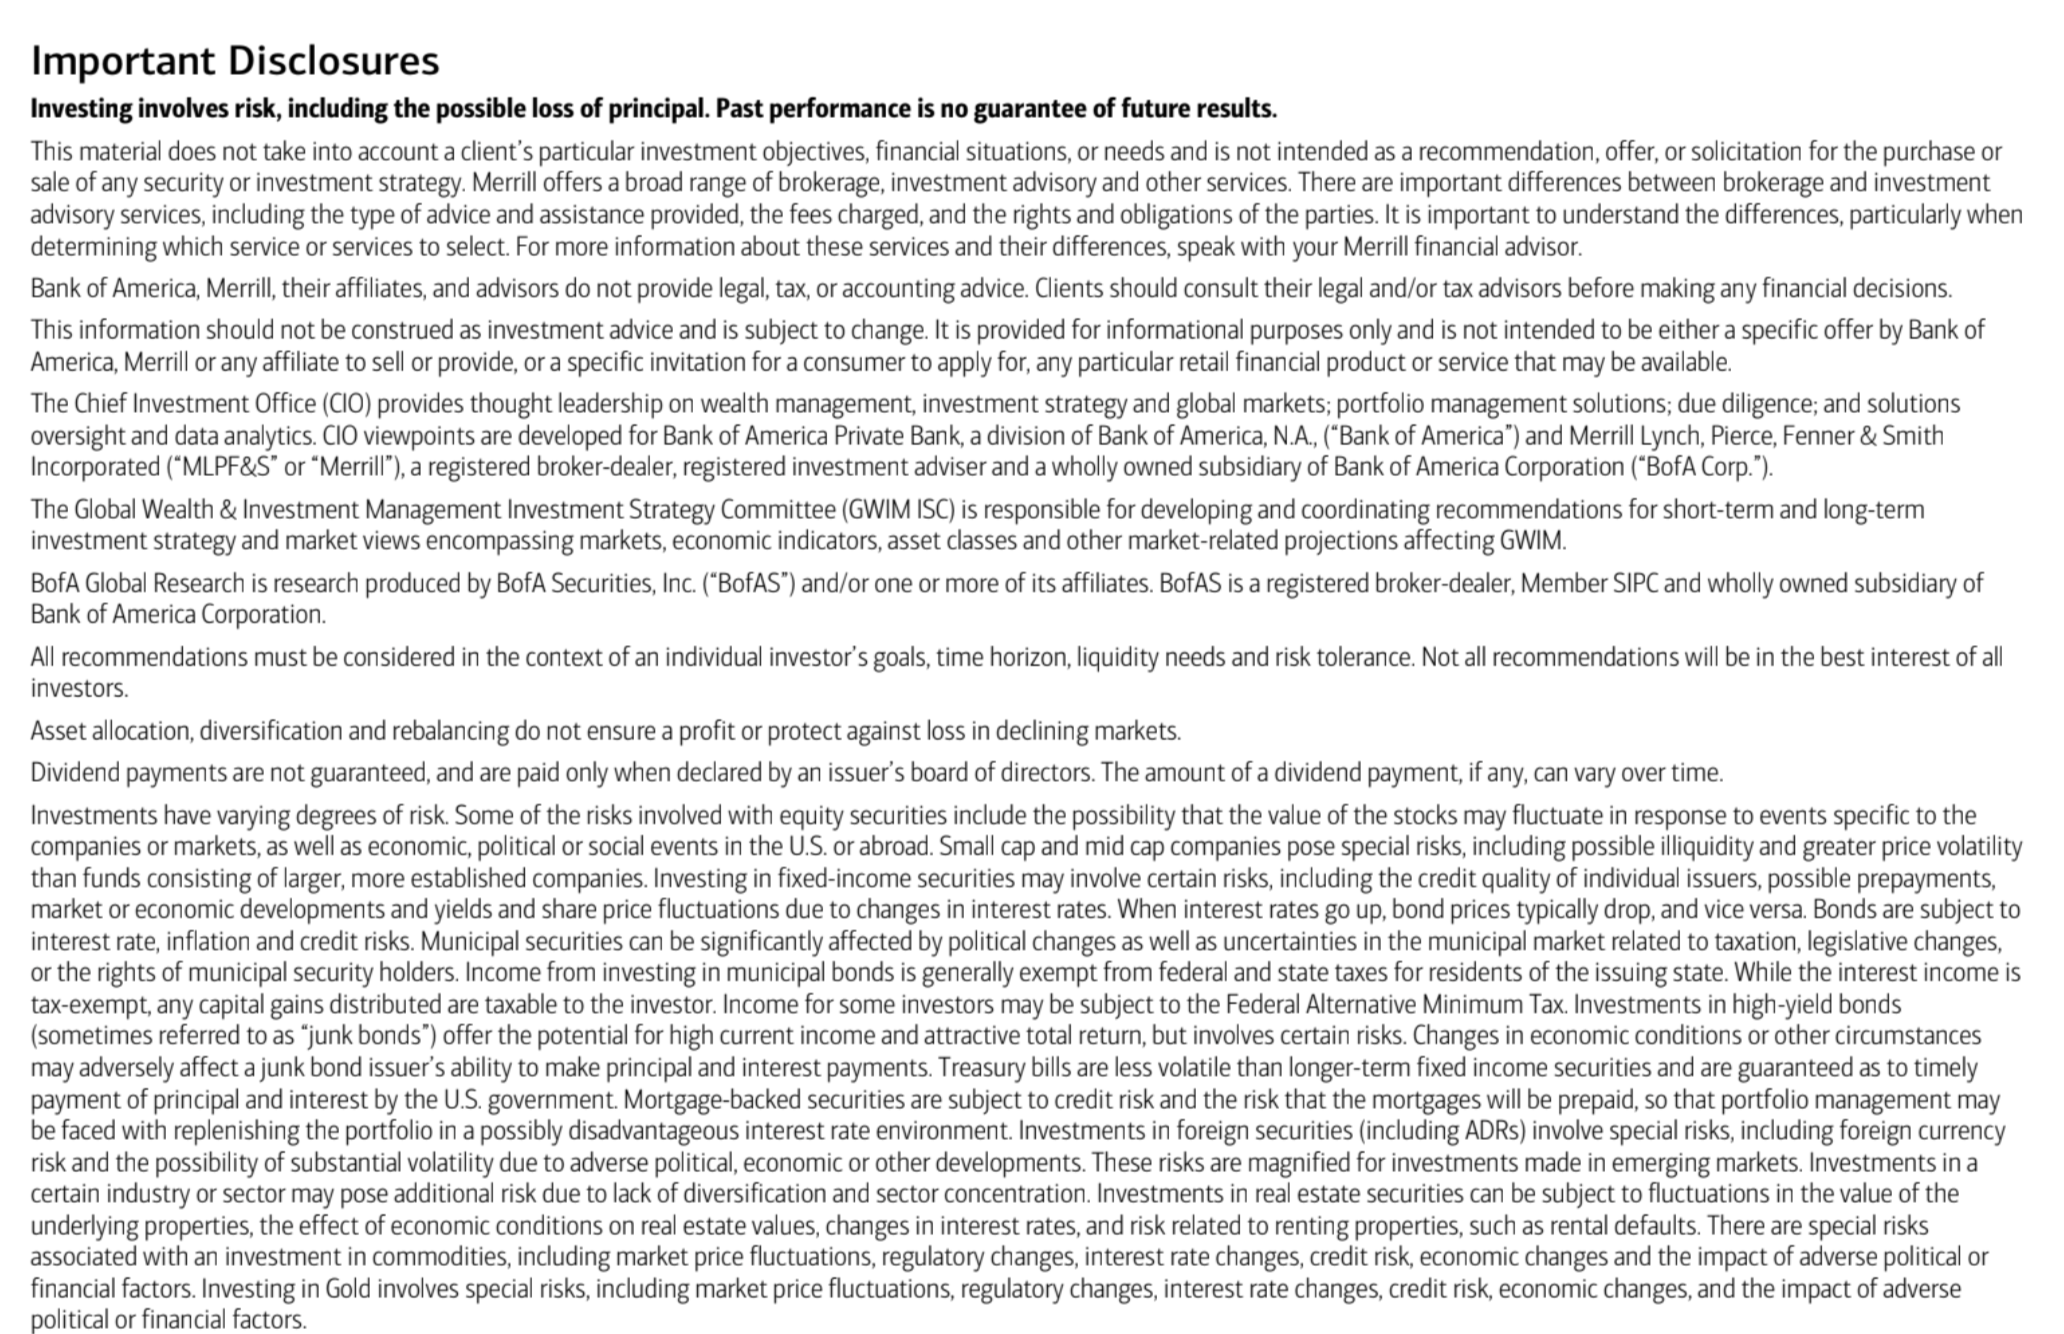 Important Disclosures
Investing involves risk, including the possible loss of principal. Past performance is no guarantee of future results.
This material does not take into account a client’s particular investment objectives, financial situations, or needs and is not intended as a recommendation, offer, or solicitation for the purchase or
sale of any security or investment strategy. Merrill offers a broad range of brokerage, investment advisory and other services. There are important differences between brokerage and investment
advisory services, including the type of advice and assistance provided, the fees charged, and the rights and obligations of the parties. It is important to understand the differences, particularly when
determining which service or services to select. For more information about these services and their differences, speak with your Merrill financial advisor.
Bank of America, Merrill, their affiliates, and advisors do not provide legal, tax, or accounting advice. Clients should consult their legal and/or tax advisors before making any financial decisions.
This information should not be construed as investment advice and is subject to change. It is provided for informational purposes only and is not intended to be either a specific offer by Bank of
America, Merrill or any affiliate to sell or provide, or a specific invitation for a consumer to apply for, any particular retail financial product or service that may be available.
The Chief Investment Office (CIO) provides thought leadership on wealth management, investment strategy and global markets; portfolio management solutions; due diligence; and solutions
oversight and data analytics. CIO viewpoints are developed for Bank of America Private Bank, a division of Bank of America, N.A., (“Bank of America”) and Merrill Lynch, Pierce, Fenner & Smith
Incorporated (“MLPF&S” or “Merrill”), a registered broker-dealer, registered investment adviser and a wholly owned subsidiary of Bank of America Corporation (“BofA Corp.”).
The Global Wealth & Investment Management Investment Strategy Committee (GWIM ISC) is responsible for developing and coordinating recommendations for short-term and long-term
investment strategy and market views encompassing markets, economic indicators, asset classes and other market-related projections affecting GWIM.
BofA Global Research is research produced by BofA Securities, Inc. (“BofAS”) and/or one or more of its affiliates. BofAS is a registered broker-dealer, Member SIPC and wholly owned subsidiary of
Bank of America Corporation.
All recommendations must be considered in the context of an individual investor’s goals, time horizon, liquidity needs and risk tolerance. Not all recommendations will be in the best interest of all
investors.
Asset allocation, diversification and rebalancing do not ensure a profit or protect against loss in declining markets.
Dividend payments are not guaranteed, and are paid only when declared by an issuer’s board of directors. The amount of a dividend payment, if any, can vary over time.
Investments have varying degrees of risk. Some of the risks involved with equity securities include the possibility that the value of the stocks may fluctuate in response to events specific to the
companies or markets, as well as economic, political or social events in the U.S. or abroad. Small cap and mid cap companies pose special risks, including possible illiquidity and greater price volatility
than funds consisting of larger, more established companies. Investing in fixed-income securities may involve certain risks, including the credit quality of individual issuers, possible prepayments,
market or economic developments and yields and share price fluctuations due to changes in interest rates. When interest rates go up, bond prices typically drop, and vice versa. Bonds are subject to
interest rate, inflation and credit risks. Municipal securities can be significantly affected by political changes as well as uncertainties in the municipal market related to taxation, legislative changes,
or the rights of municipal security holders. Income from investing in municipal bonds is generally exempt from federal and state taxes for residents of the issuing state. While the interest income is
tax-exempt, any capital gains distributed are taxable to the investor. Income for some investors may be subject to the Federal Alternative Minimum Tax. Investments in high-yield bonds
(sometimes referred to as “junk bonds”) offer the potential for high current income and attractive total return, but involves certain risks. Changes in economic conditions or other circumstances
may adversely affect a junk bond issuer’s ability to make principal and interest payments. Treasury bills are less volatile than longer-term fixed income securities and are guaranteed as to timely
payment of principal and interest by the U.S. government. Mortgage-backed securities are subject to credit risk and the risk that the mortgages will be prepaid, so that portfolio management may
be faced with replenishing the portfolio in a possibly disadvantageous interest rate environment. Investments in foreign securities (including ADRs) involve special risks, including foreign currency
risk and the possibility of substantial volatility due to adverse political, economic or other developments. These risks are magnified for investments made in emerging markets. Investments in a
certain industry or sector may pose additional risk due to lack of diversification and sector concentration. Investments in real estate securities can be subject to fluctuations in the value of the
underlying properties, the effect of economic conditions on real estate values, changes in interest rates, and risk related to renting properties, such as rental defaults. There are special risks
associated with an investment in commodities, including market price fluctuations, regulatory changes, interest rate changes, credit risk, economic changes and the impact of adverse political or
financial factors. Investing in Gold involves special risks, including market price fluctuations, regulatory changes, interest rate changes, credit risk, economic changes, and the impact of adverse
political or financial factors.